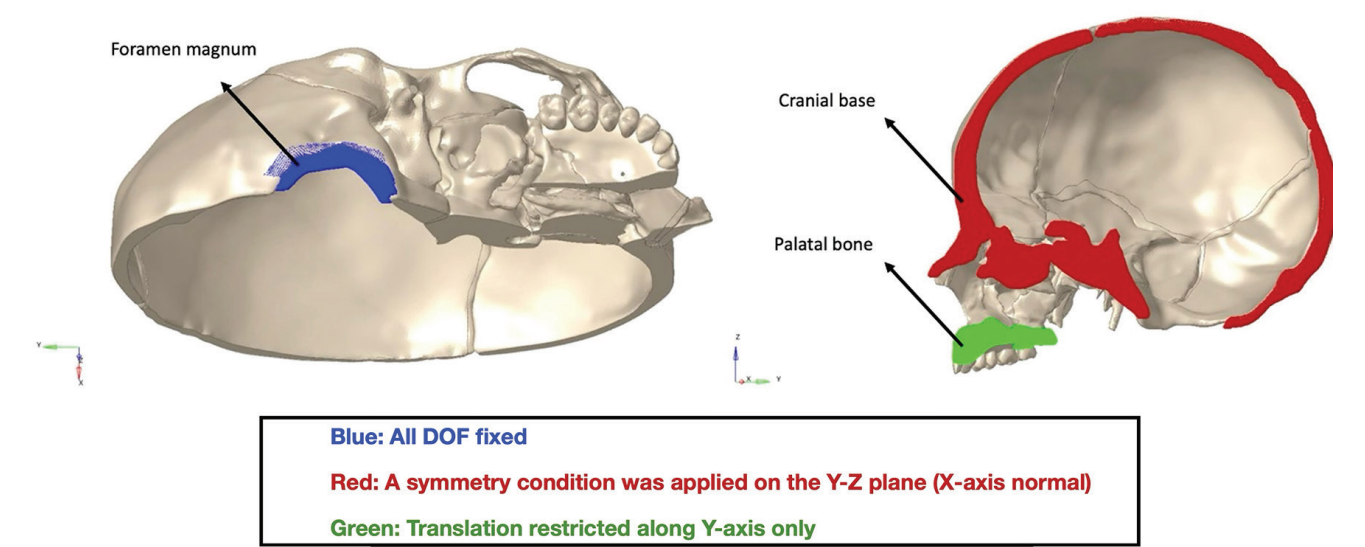 Foramen magnum
Cranial base
Palatal bone
Y
Z
X
Z
X
Y
Blue: All DOF fixed
Red: A symmetry condition was applied on the Y-Z plane (X-axis normal)
Green: Translation restricted along Y-axis only